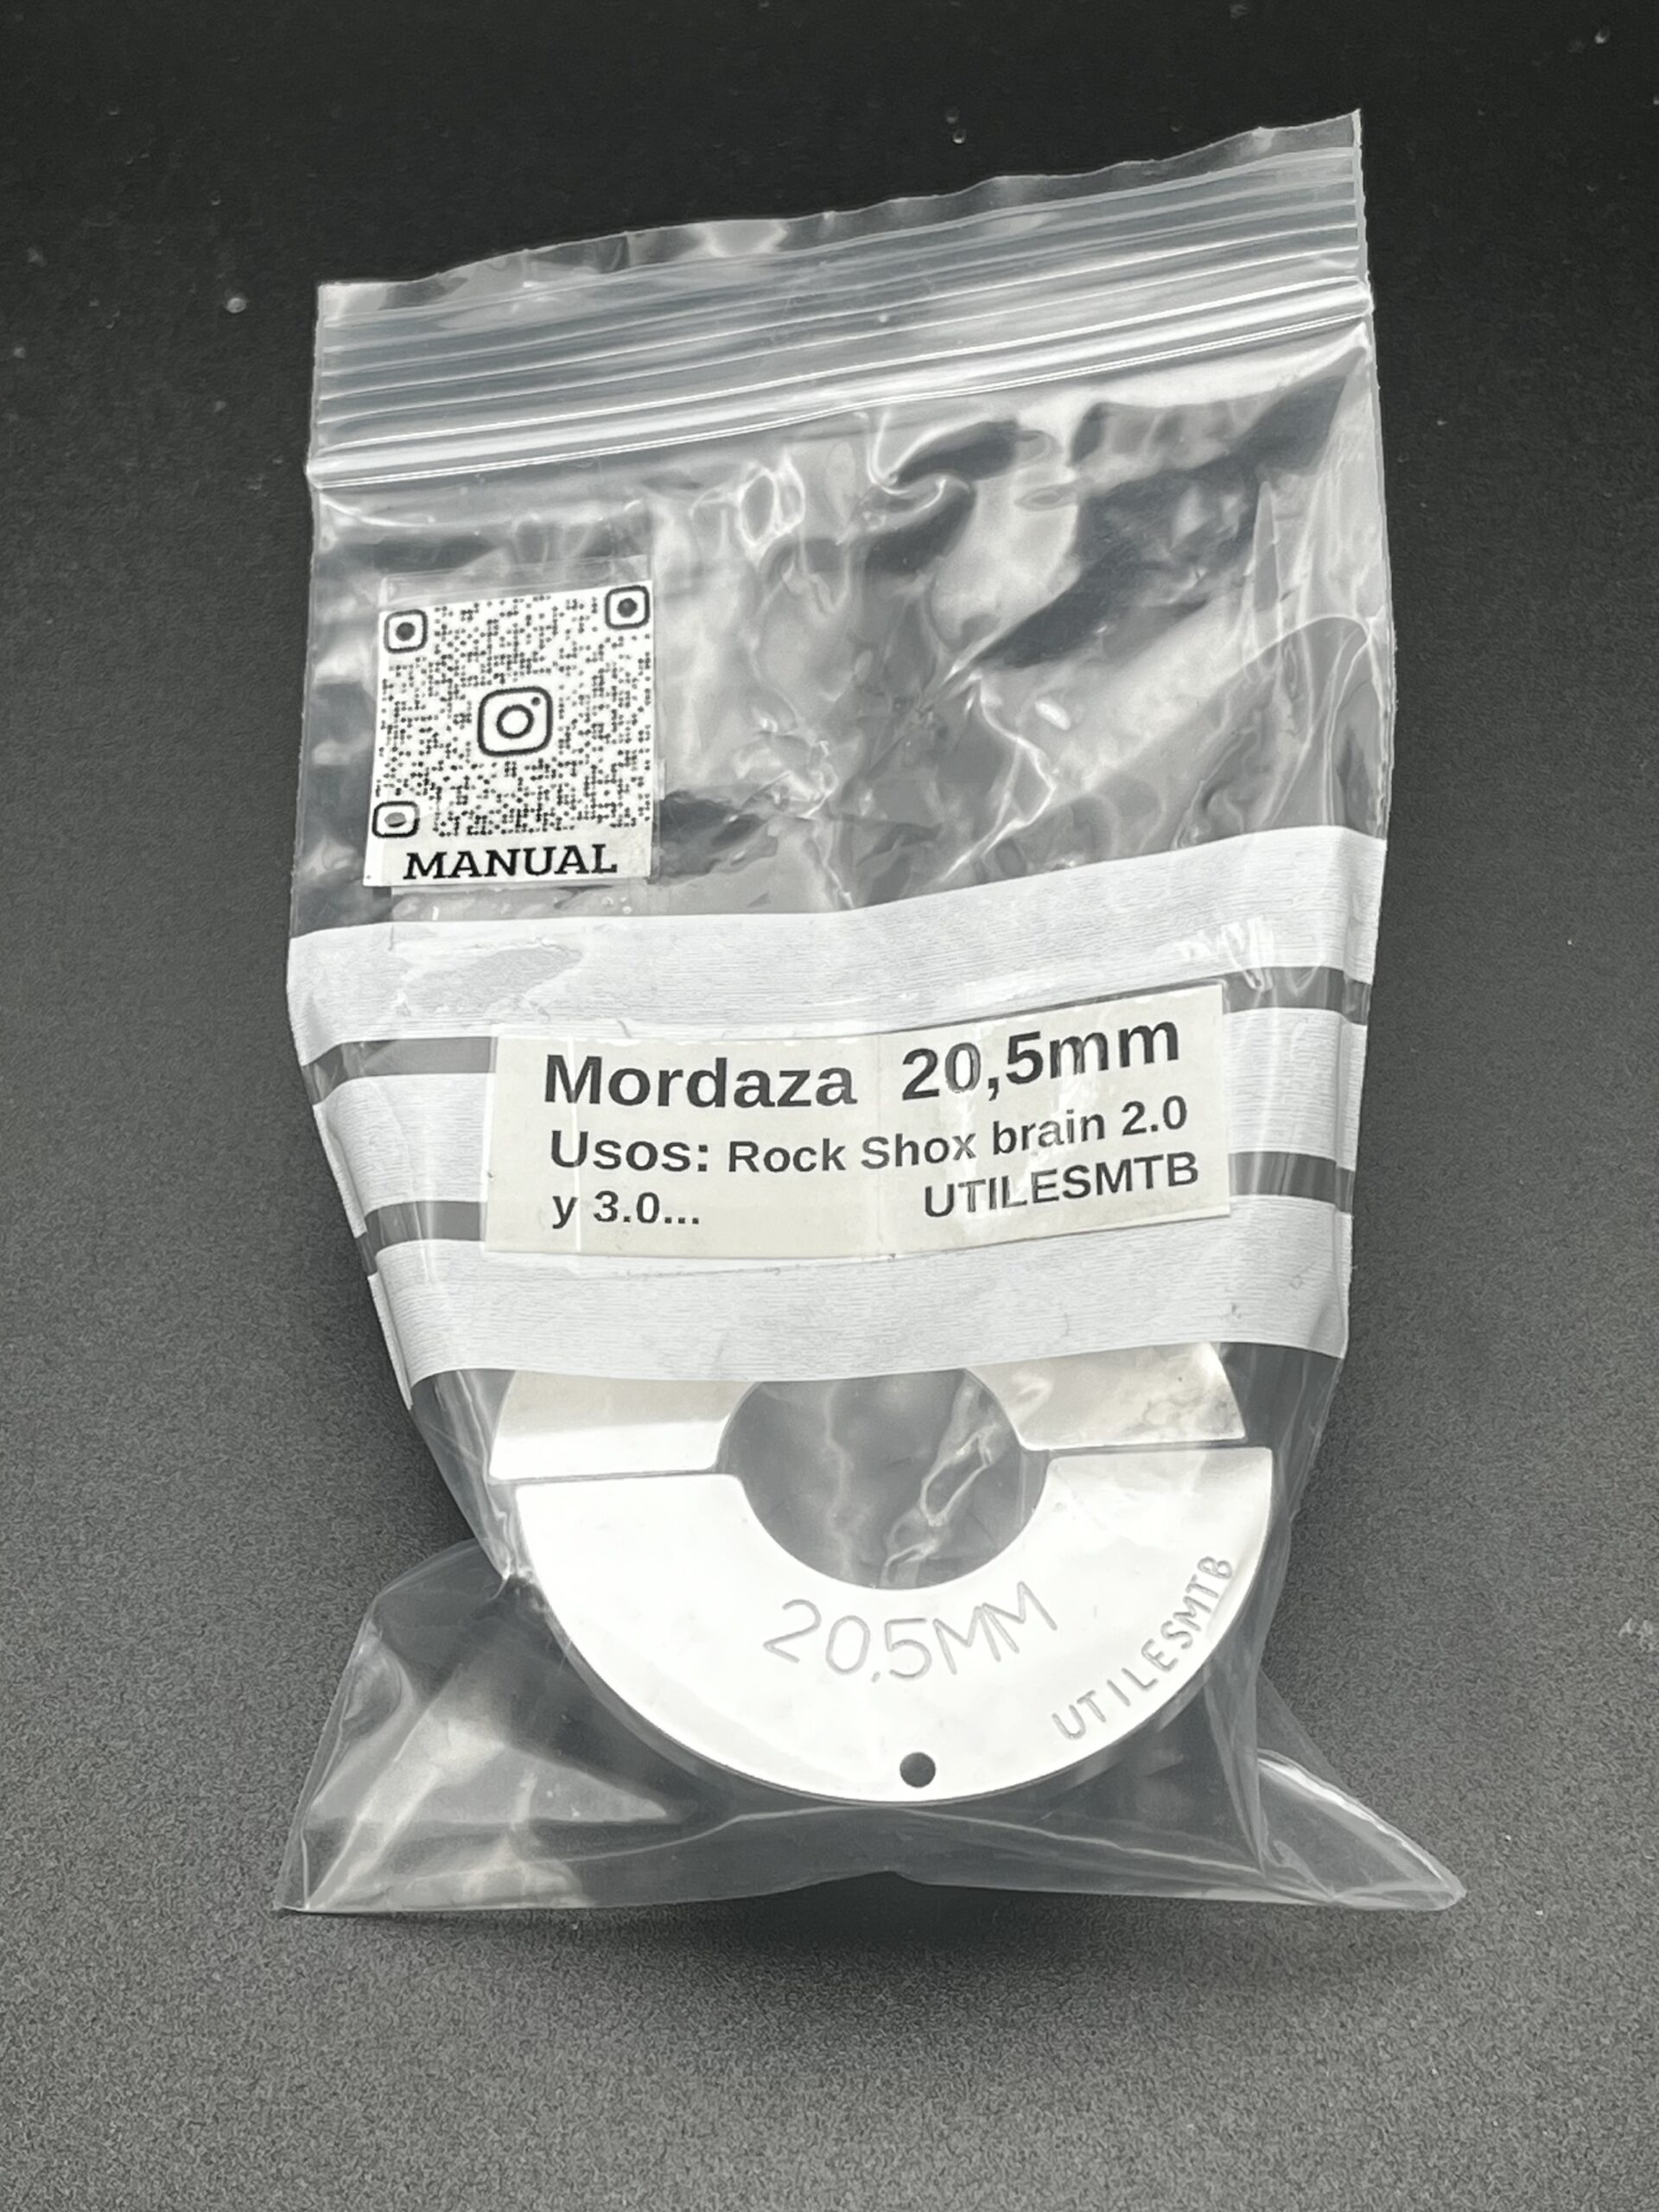 MANUAL
Mordaza 20,5mm
Usos: Rock Shox brain 2.0
y 3.0... UTILESMTB
20.5MM
UTILESMTB